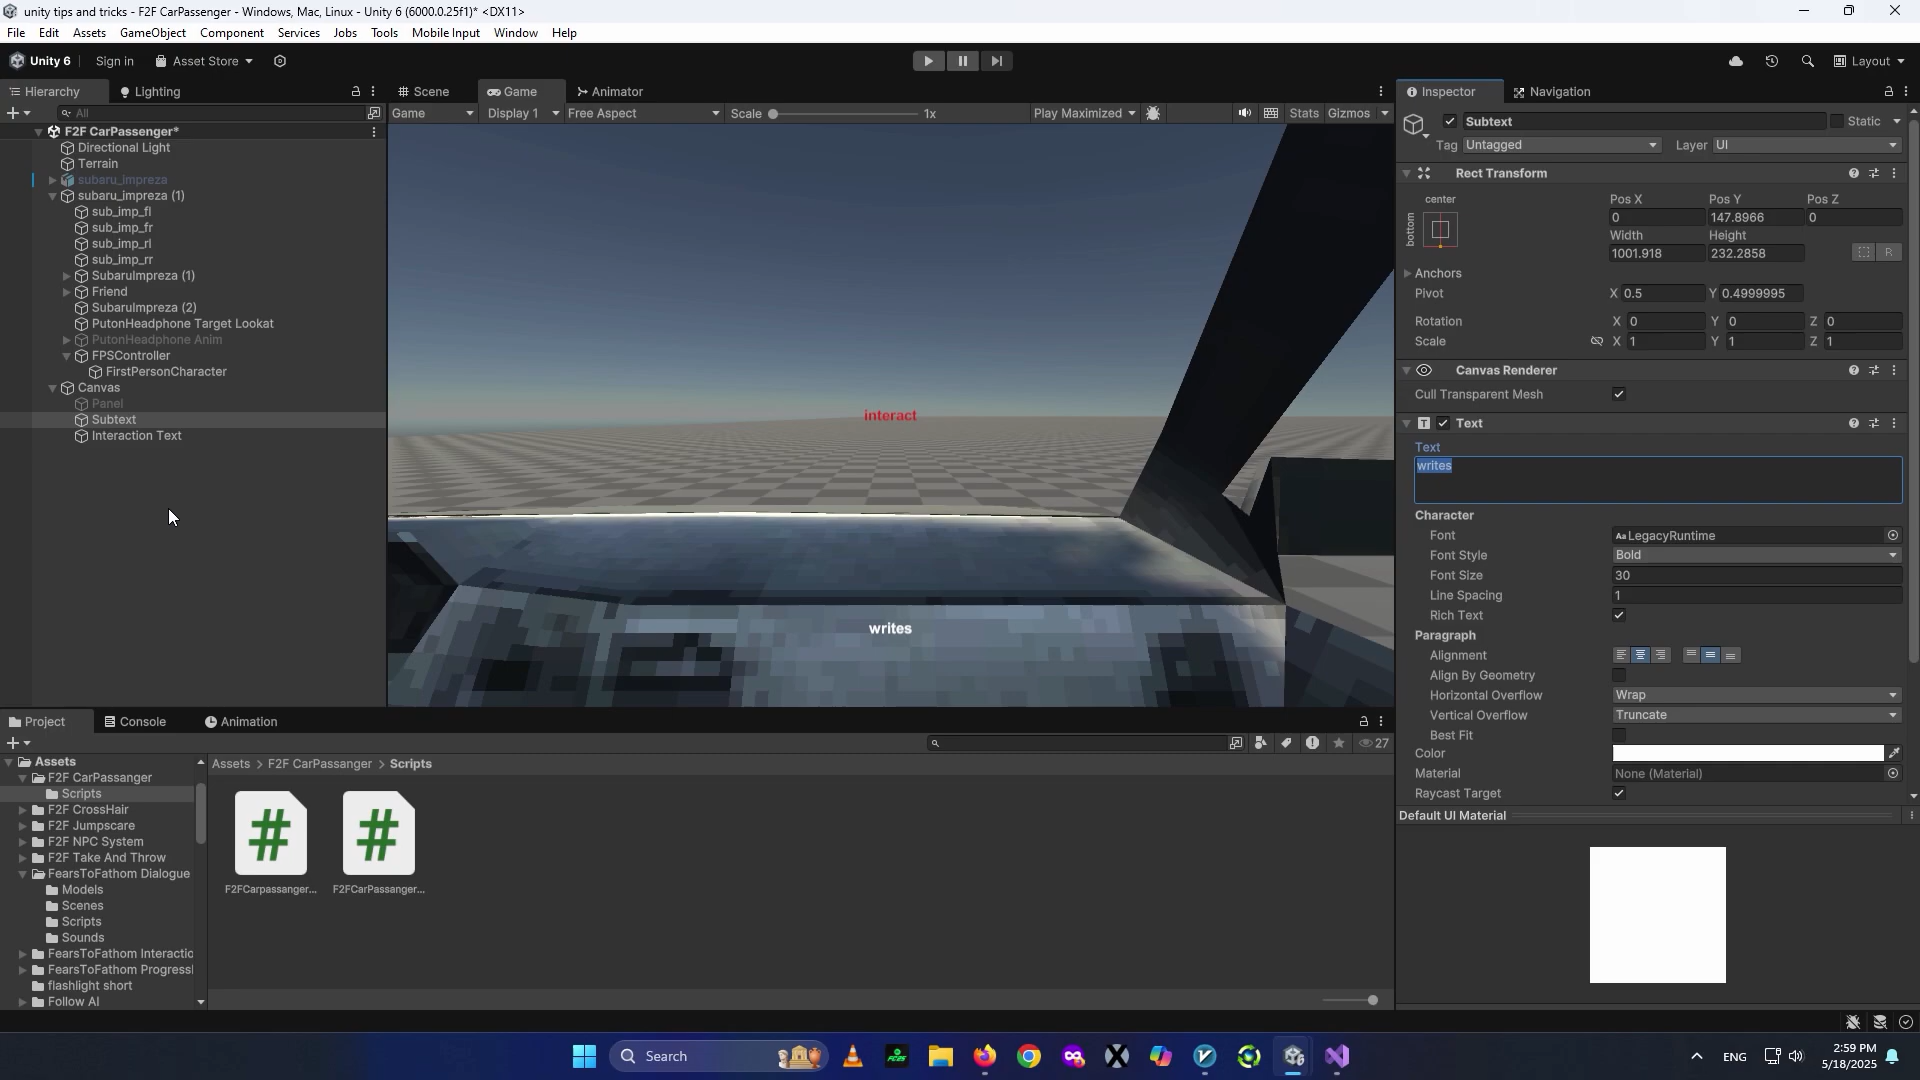 unity tips and tricks - F2F CarPassenger - Windows, Mac, Linux - Unity 6 (6000.0.25f1)* <DX11>
File Edit Assets GameObject Component Services Jobs Tools Mobile Input Window Help
Unity 6 Sign in Asset Store Layout
Hierarchy Lighting Scene Game Animator Inspector Navigation
All Game Display 1 Free Aspect Scale 1x Play Maximized Stats Gizmos
F2F CarPassenger*
Directional Light
Terrain
subaru_impreza
subaru_impreza (1)
sub_imp_fl
sub_imp_fr
sub_imp_rl
sub_imp_rr
SubaruImpreza (1)
Friend
SubaruImpreza (2)
PutonHeadphone Target Lookat
PutonHeadphone Anim
FPSController
FirstPersonCharacter
Canvas
Panel
Subtext
Interaction Text
interact
writes
Subtext Static
Tag Untagged Layer UI
Rect Transform
center Pos X Pos Y Pos Z
bottom 0 147.8966 0
Width Height
1001.918 232.2858 R
Anchors
Pivot X 0.5 Y 0.4999995
Rotation X 0 Y 0 Z 0
Scale X 1 Y 1 Z 1
Canvas Renderer
Cull Transparent Mesh
Text
Text
writes
Character
Font LegacyRuntime
Font Style Bold
Font Size 30
Line Spacing 1
Rich Text
Paragraph
Alignment
Align By Geometry
Horizontal Overflow Wrap
Vertical Overflow Truncate
Best Fit
Color
Material None (Material)
Raycast Target
Default UI Material
Project Console Animation
27
Assets > F2F CarPassanger > Scripts
Assets
F2F CarPassanger
Scripts
F2F CrossHair
F2F Jumpscare
F2F NPC System
F2F Take And Throw
FearsToFathom Dialogue
Models
Scenes
Scripts
Sounds
FearsToFathom Interactio
FearsToFathom Progress
flashlight short
Follow AI
F2FCarpassanger... F2FCarPassanger...
Search
ENG
2:59 PM
5/18/2025